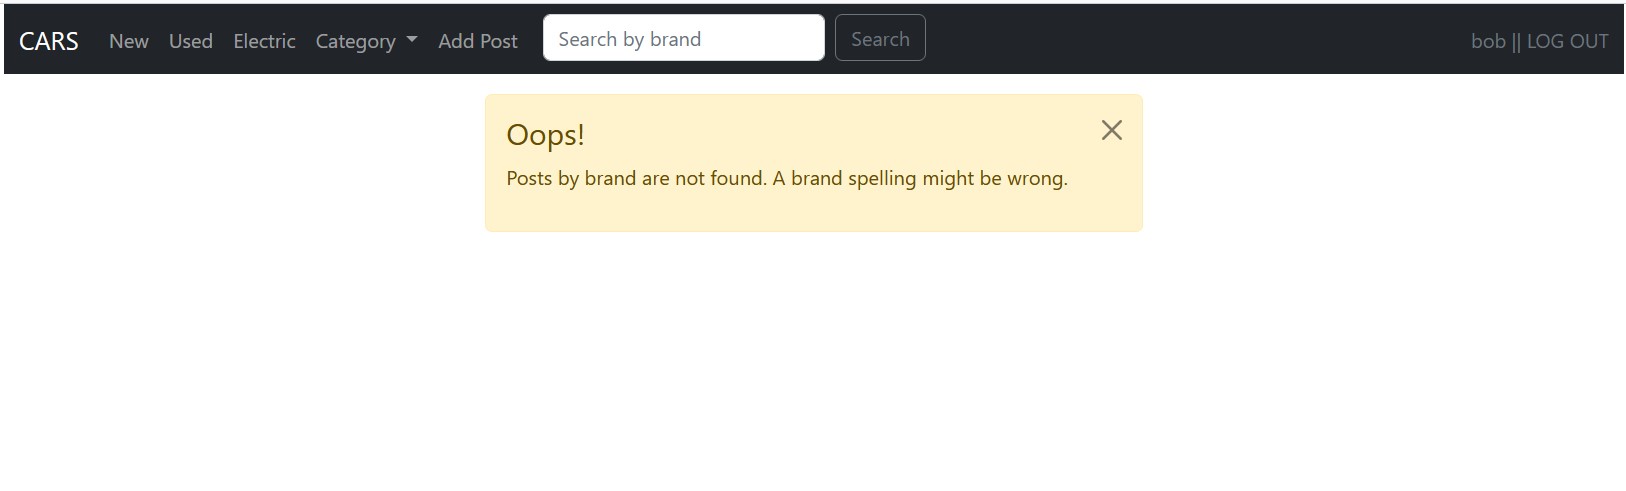 CARS New Used Electric Category Add Post Search by brand Search bob || LOG OUT
Oops!
Posts by brand are not found. A brand spelling might be wrong.